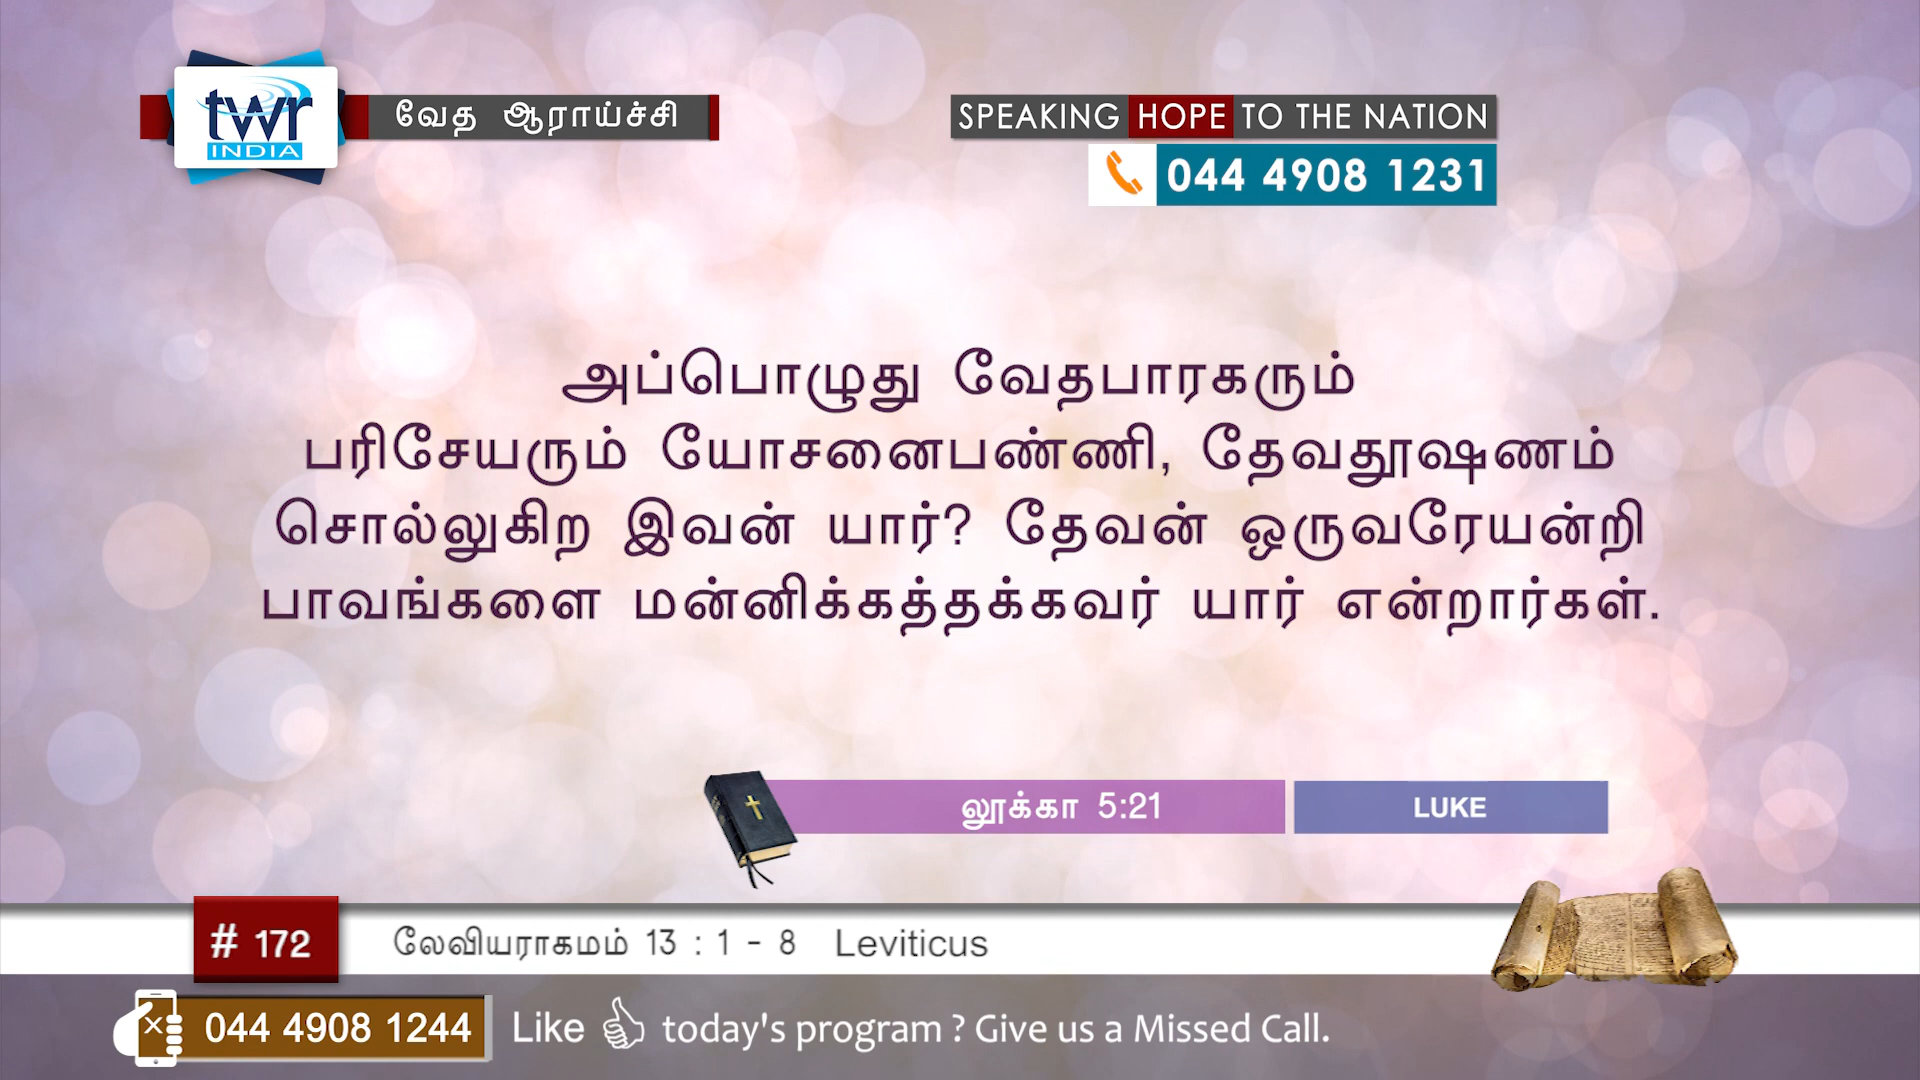 twr
INDIA
வேத ஆராய்ச்சி
SPEAKING HOPE TO THE NATION
044 4908 1231
அப்பொழுது வேதபாரகரும்
பரிசேயரும் யோசனைபண்ணி, தேவதூஷணம்
சொல்லுகிற இவன் யார்? தேவன் ஒருவரேயன்றி
பாவங்களை மன்னிக்கத்தக்கவர் யார் என்றார்கள்.
லூக்கா 5:21
LUKE
# 172
லேவியராகமம் 13 : 1 - 8 Leviticus
044 4908 1244
Like today's program ? Give us a Missed Call.